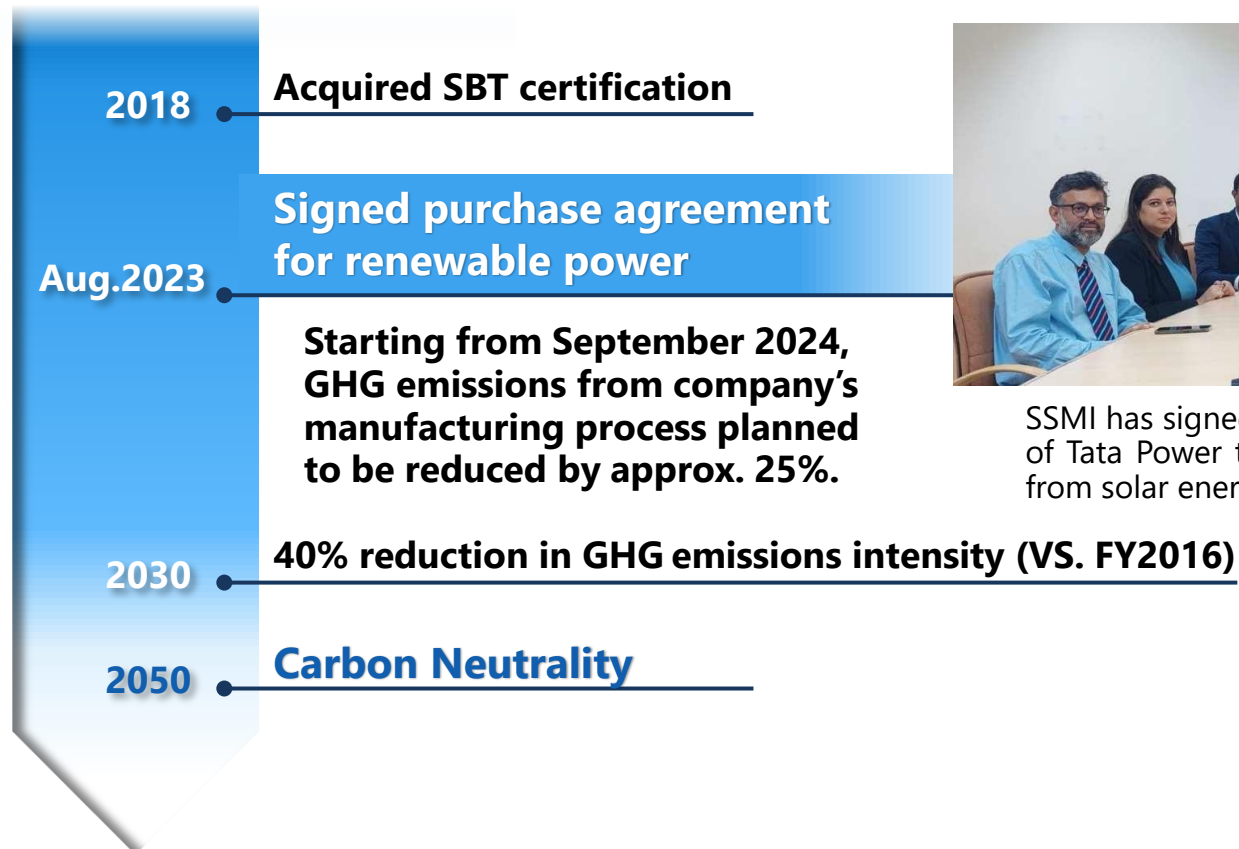 2018
Acquired SBT certification
Aug.2023
Signed purchase agreement
for renewable power
Starting from September 2024,
GHG emissions from company’s
manufacturing process planned
to be reduced by approx. 25%.
SSMI has signed
of Tata Power
from solar
2030
40% reduction in GHG emissions intensity (VS. FY2016)
2050
Carbon Neutrality